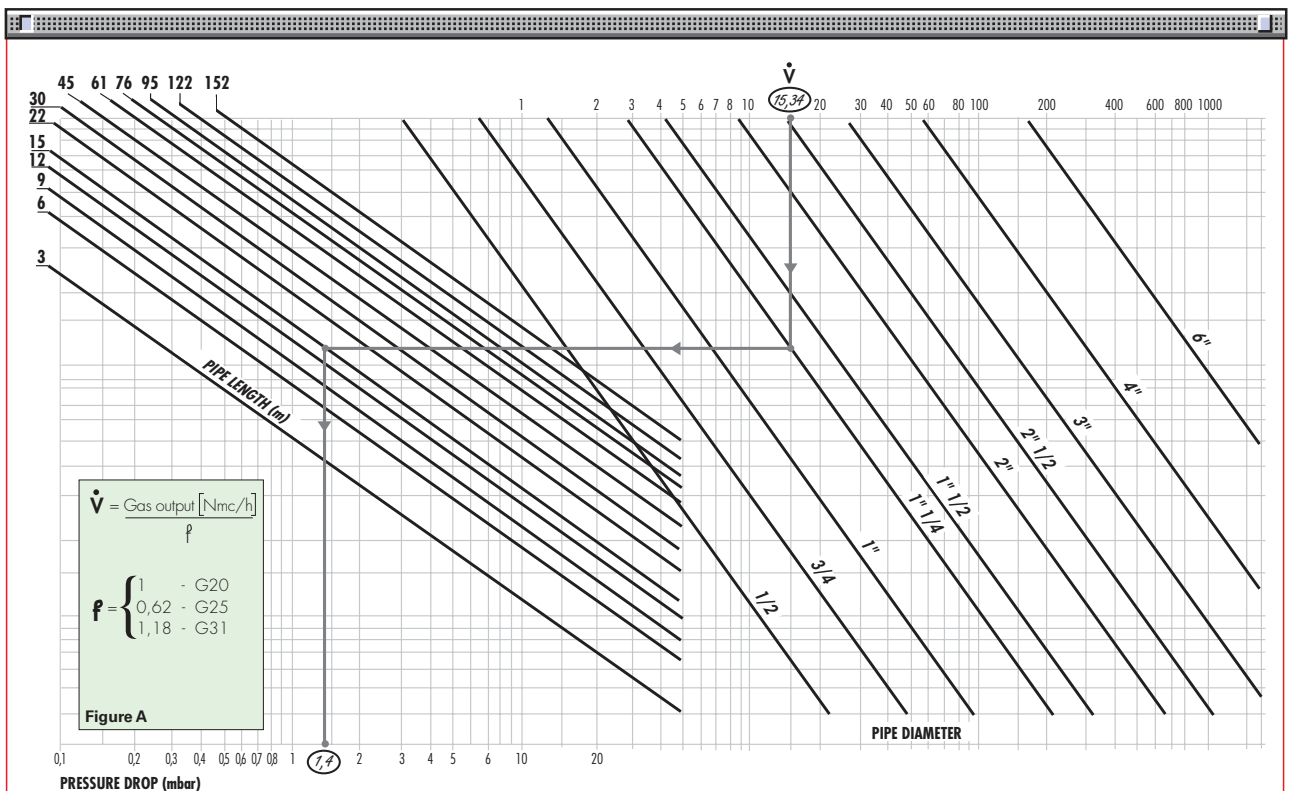 V̇
45 61 76 95 122 152
30
22
15
12
9
6
3
1 2 3 4 5 6 7 8 10 15,34 20 30 40 50 60 80 100 200 400 600 800 1000
PIPE LENGTH (m)
6"
4"
3"
2" 1/2
2"
1" 1/2
1" 1/4
1"
3/4
1/2
V̇ = Gas output [Nmc/h]
f
f = { 1 - G20
0,62 - G25
1,18 - G31
Figure A
PIPE DIAMETER
0,1 0,2 0,3 0,4 0,5 0,6 0,7 0,8 1 1,4 2 3 4 5 6 10 20
PRESSURE DROP (mbar)